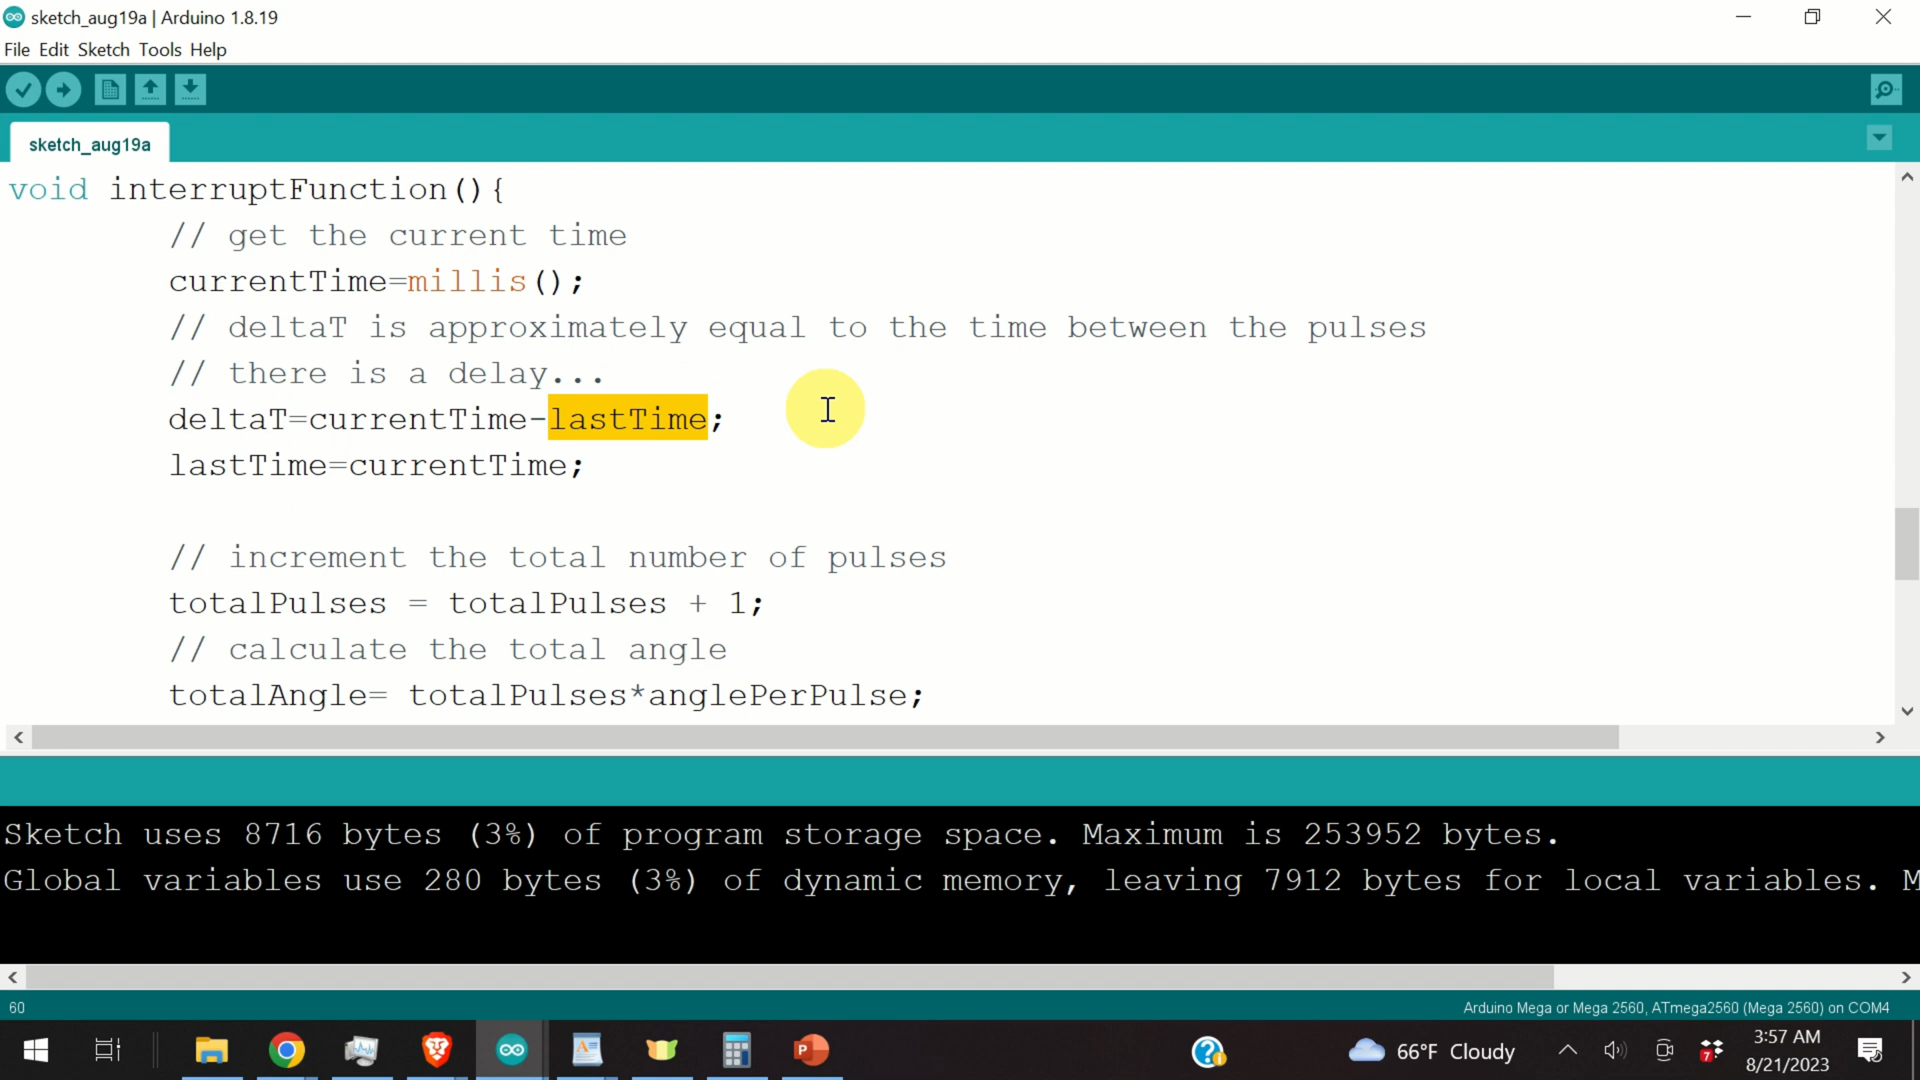 sketch_aug19a | Arduino 1.8.19
File Edit Sketch Tools Help
sketch_aug19a
void interruptFunction(){
// get the current time
currentTime=millis();
// deltaT is approximately equal to the time between the pulses
// there is a delay...
deltaT=currentTime-lastTime;
lastTime=currentTime;
// increment the total number of pulses
totalPulses = totalPulses + 1;
// calculate the total angle
totalAngle= totalPulses*anglePerPulse;
Sketch uses 8716 bytes (3%) of program storage space. Maximum is 253952 bytes.
Global variables use 280 bytes (3%) of dynamic memory, leaving 7912 bytes for local variables. M
60
Arduino Mega or Mega 2560, ATmega2560 (Mega 2560) on COM4
66°F Cloudy
7
3:57 AM
8/21/2023